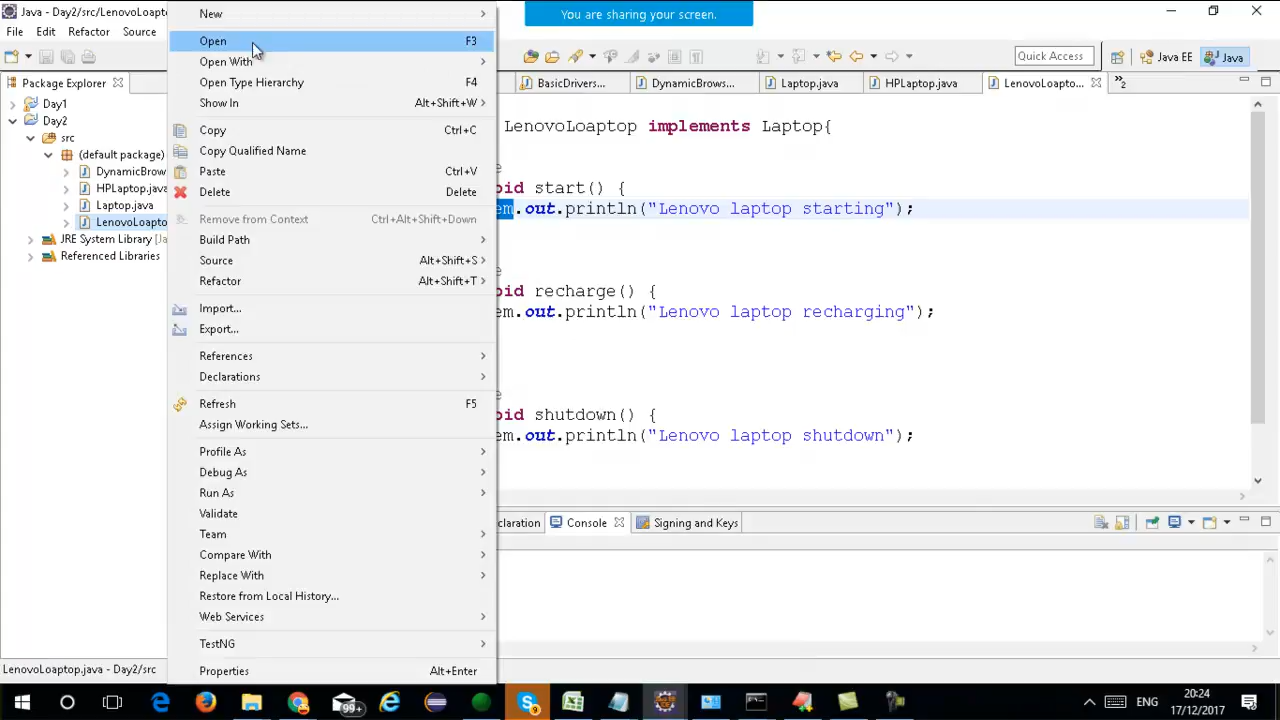 Java - Day2/src/LenovoLoapto
You are sharing your screen.
File Edit Refactor Source
Quick Access
Java EE
Java
Package Explorer
BasicDrivers...
DynamicBrows...
Laptop.java
HPLaptop.java
LenovoLoapto...
2
Day1
Day2
src
(default package)
DynamicBrow
HPLaptop.java
Laptop.java
LenovoLoapto
JRE System Library [Ja
Referenced Libraries
New
Open F3
Open With
Open Type Hierarchy F4
Show In Alt+Shift+W
Copy Ctrl+C
Copy Qualified Name
Paste Ctrl+V
Delete Delete
Remove from Context Ctrl+Alt+Shift+Down
Build Path
Source Alt+Shift+S
Refactor Alt+Shift+T
Import...
Export...
References
Declarations
Refresh F5
Assign Working Sets...
Profile As
Debug As
Run As
Validate
Team
Compare With
Replace With
Restore from Local History...
Web Services
TestNG
Properties Alt+Enter
LenovoLoaptop implements Laptop{
e
oid start() {
em.out.println("Lenovo laptop starting");
e
oid recharge() {
em.out.println("Lenovo laptop recharging");
e
oid shutdown() {
em.out.println("Lenovo laptop shutdown");
claration
Console
Signing and Keys
LenovoLoaptop.java - Day2/src
99+
9
ENG
20:24
17/12/2017